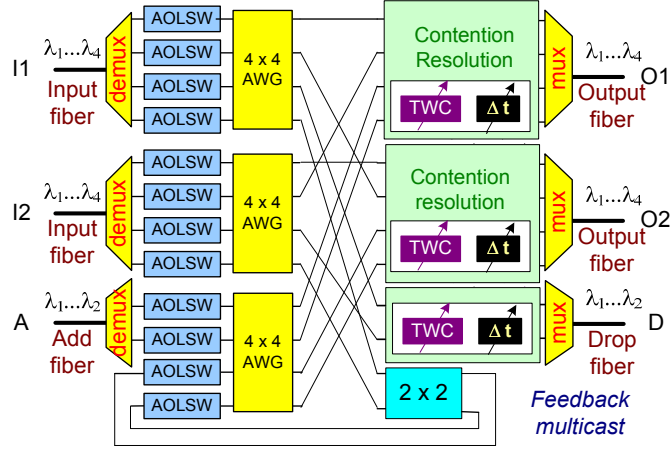 I1
λ₁...λ₄
Input
fiber
demux
AOLSW
AOLSW
AOLSW
AOLSW
4 x 4
AWG
Contention
Resolution
TWC
Δ t
mux
λ₁...λ₄
O1
Output
fiber
I2
λ₁...λ₄
Input
fiber
demux
AOLSW
AOLSW
AOLSW
AOLSW
4 x 4
AWG
Contention
resolution
TWC
Δ t
mux
λ₁...λ₄
O2
Output
fiber
A
λ₁...λ₂
Add
fiber
demux
AOLSW
AOLSW
AOLSW
AOLSW
4 x 4
AWG
TWC
Δ t
mux
λ₁...λ₂
D
Drop
fiber
2 x 2
Feedback
multicast